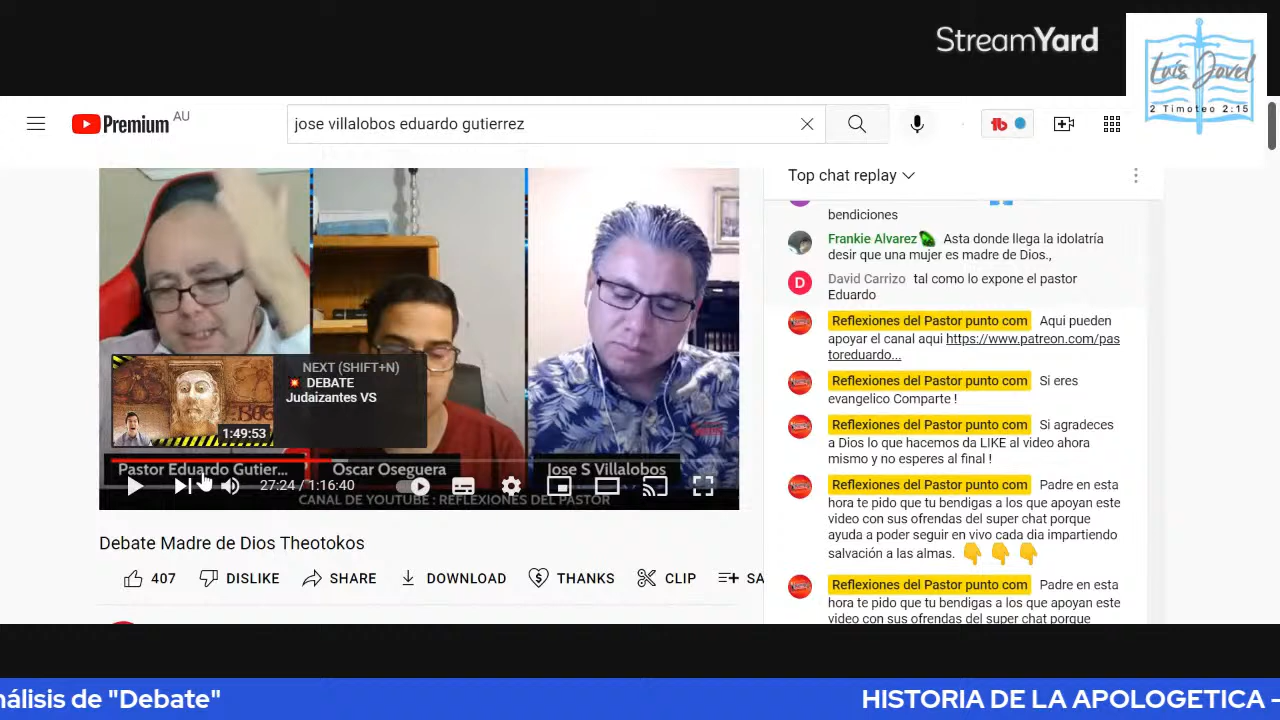 StreamYard
Luis Jovel
2 Timoteo 2:15
Premium
AU
jose villalobos eduardo gutierrez
Top chat replay
bendiciones
Frankie Alvarez Asta donde llega la idolatría
desir que una mujer es madre de Dios.,
D
David Carrizo tal como lo expone el pastor
Eduardo
Reflexiones del Pastor punto com Aqui pueden
apoyar el canal aqui https://www.patreon.com/pas
toreduardo...
Reflexiones del Pastor punto com Si eres
evangelico Comparte !
Reflexiones del Pastor punto com Si agradeces
a Dios lo que hacemos da LIKE al video ahora
mismo y no esperes al final !
Reflexiones del Pastor punto com Padre en esta
hora te pido que tu bendigas a los que apoyan este
video con sus ofrendas del super chat porque
ayuda a poder seguir en vivo cada dia impartiendo
salvación a las almas. 👇 👇 👇
Reflexiones del Pastor punto com Padre en esta
hora te pido que tu bendigas a los que apoyan este
video con sus ofrendas del super chat porque
NEXT (SHIFT+N)
💥 DEBATE
Judaizantes VS
1:49:53
Pastor Eduardo Gutier...
Oscar Oseguera
Jose S Villalobos
27:24 / 1:16:40
CANAL DE YOUTUBE : REFLEXIONES DEL PASTOR
Debate Madre de Dios Theotokos
407
DISLIKE
SHARE
DOWNLOAD
THANKS
CLIP
SA
nálisis de "Debate"
HISTORIA DE LA APOLOGETICA -